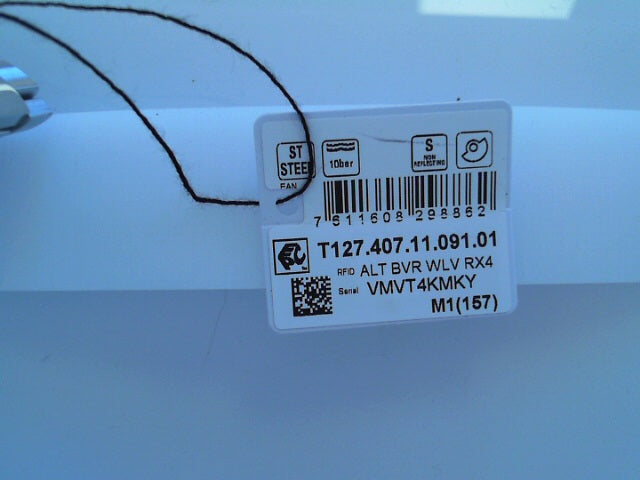 ST STEEL
10bar
S
NON REFLECTING
EAN
7 611608 298862
T127.407.11.091.01
RFID ALT BVR WLV RX4
Serial VMVT4KMKY
M1(157)